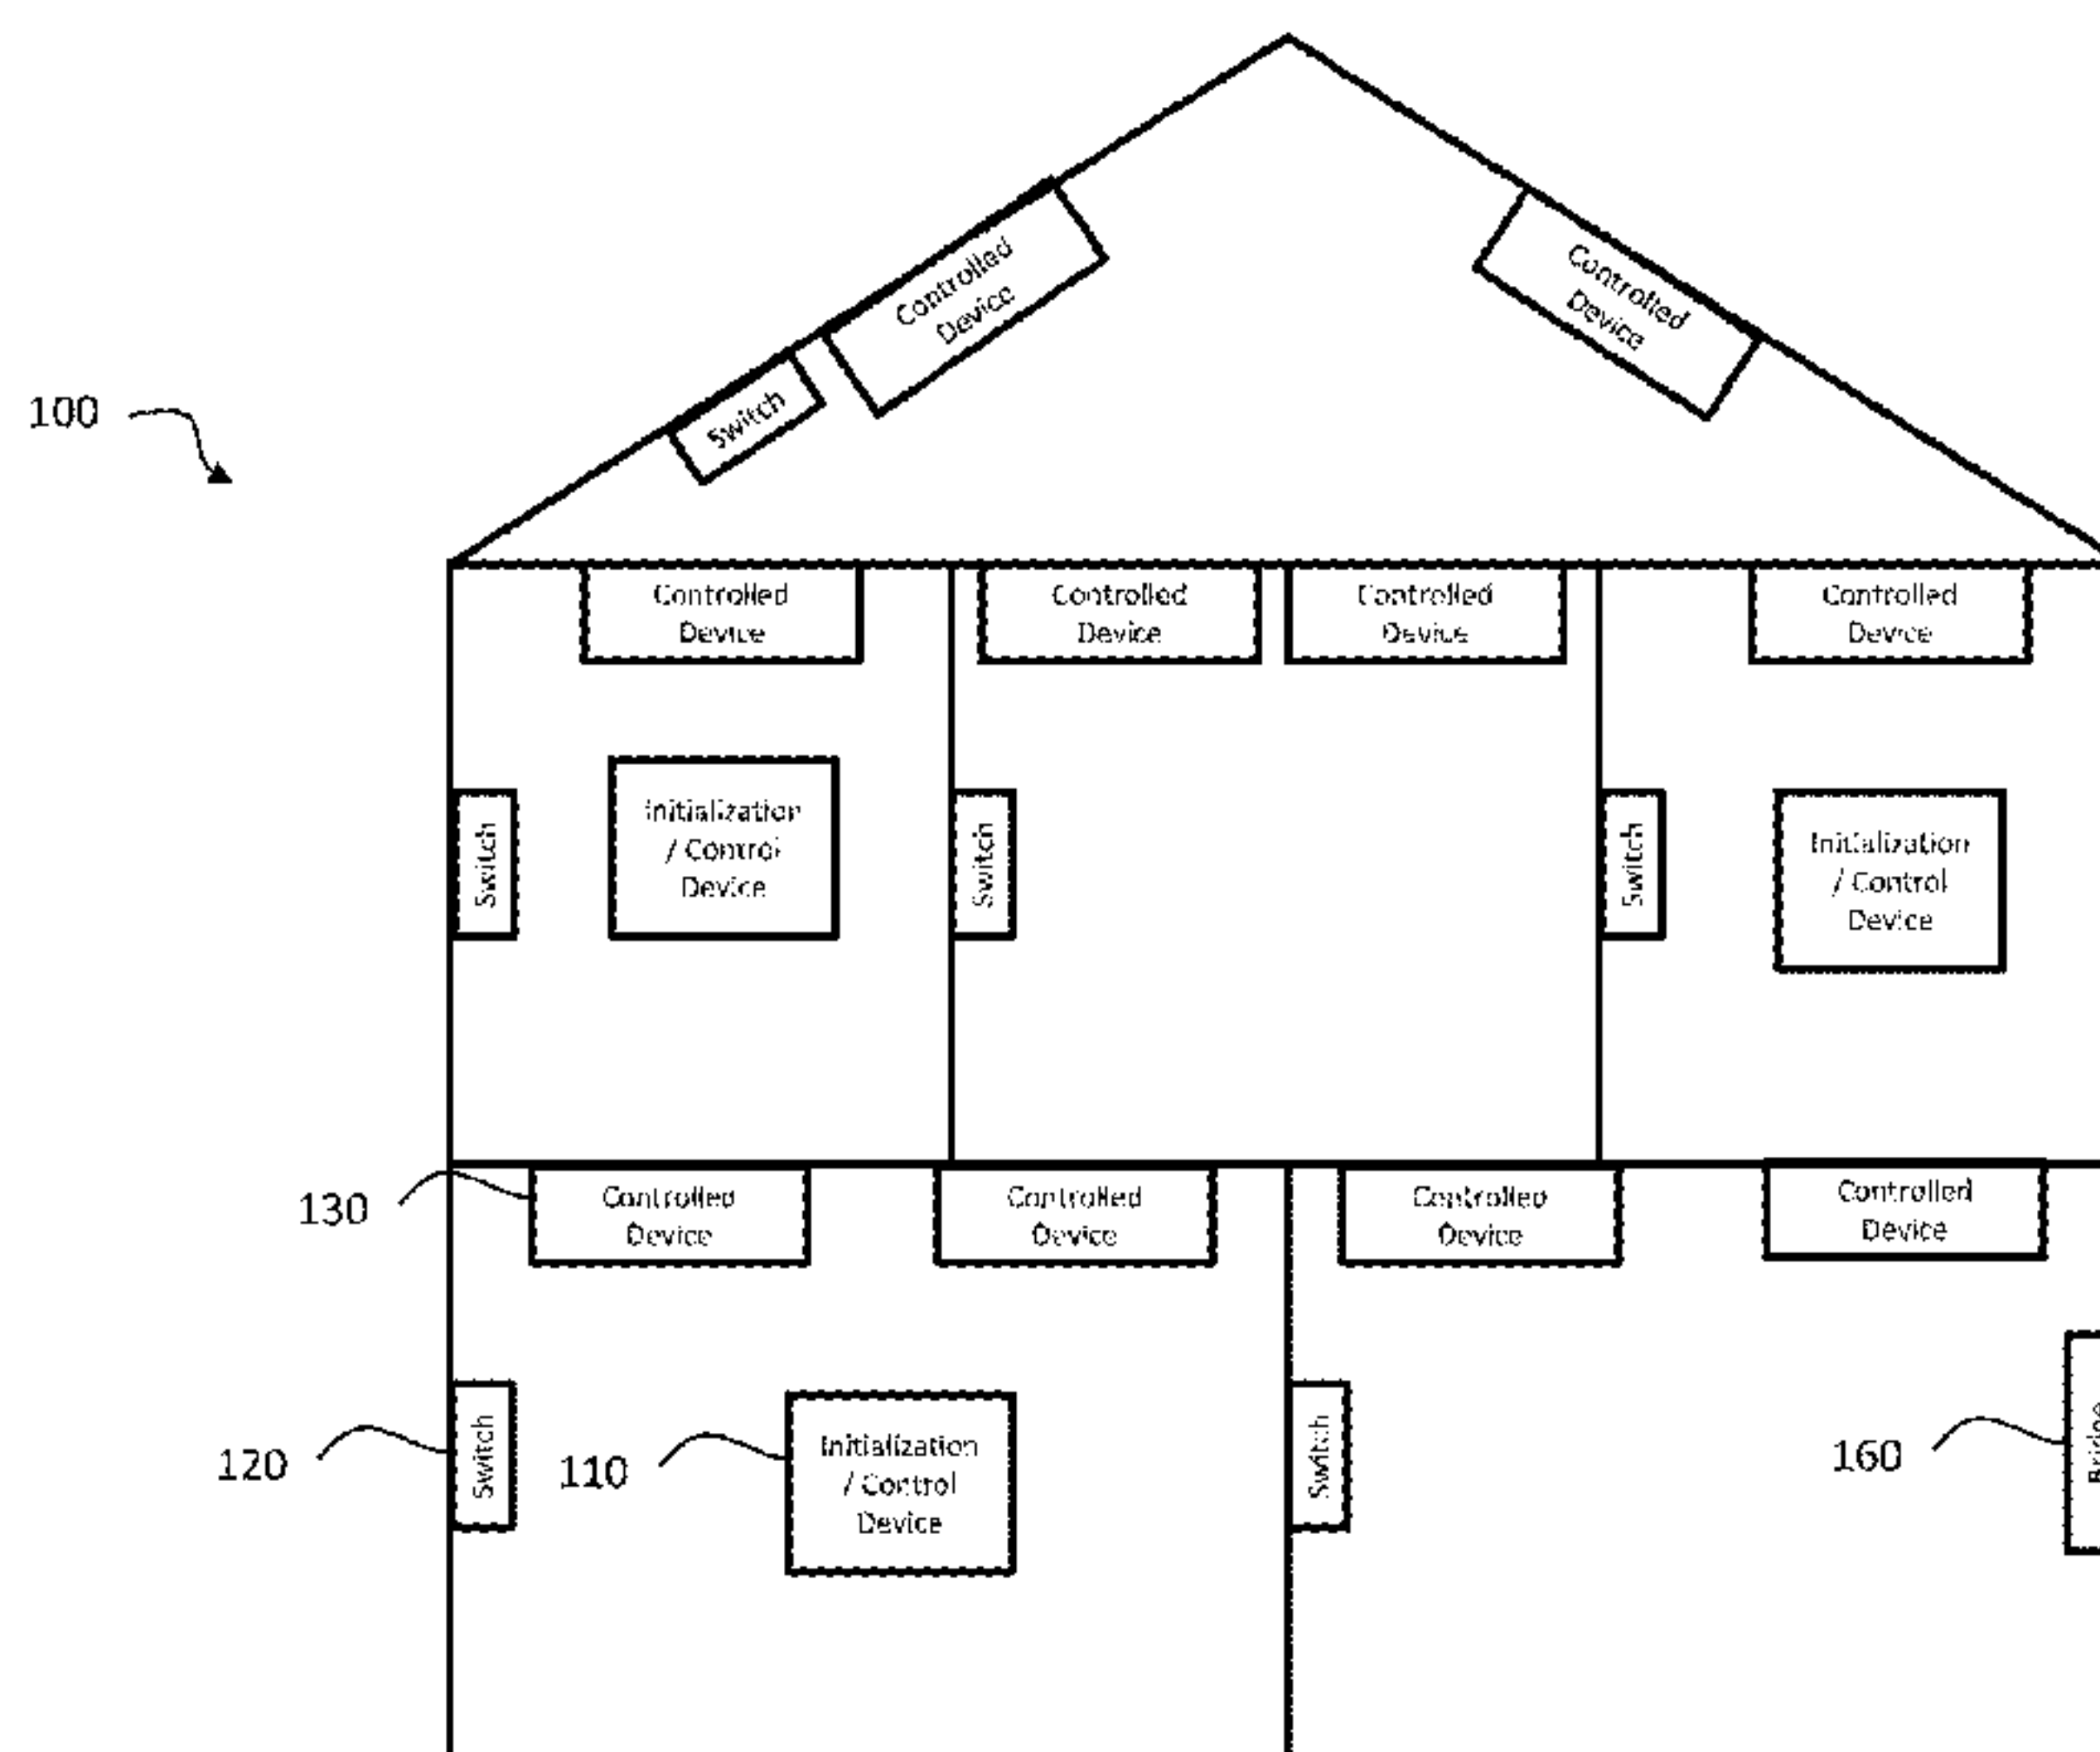 Controlled
Device
Controlled
Device
Switch
100
Controlled
Device
Controlled
Device
Controlled
Device
Controlled
Device
Initialization
/ Control
Device
Switch
Switch
Switch
Initialization
/ Control
Device
130
Controlled
Device
Controlled
Device
Controlled
Device
Controlled
Device
120
Switch
110
Initialization
/ Control
Device
Switch
160